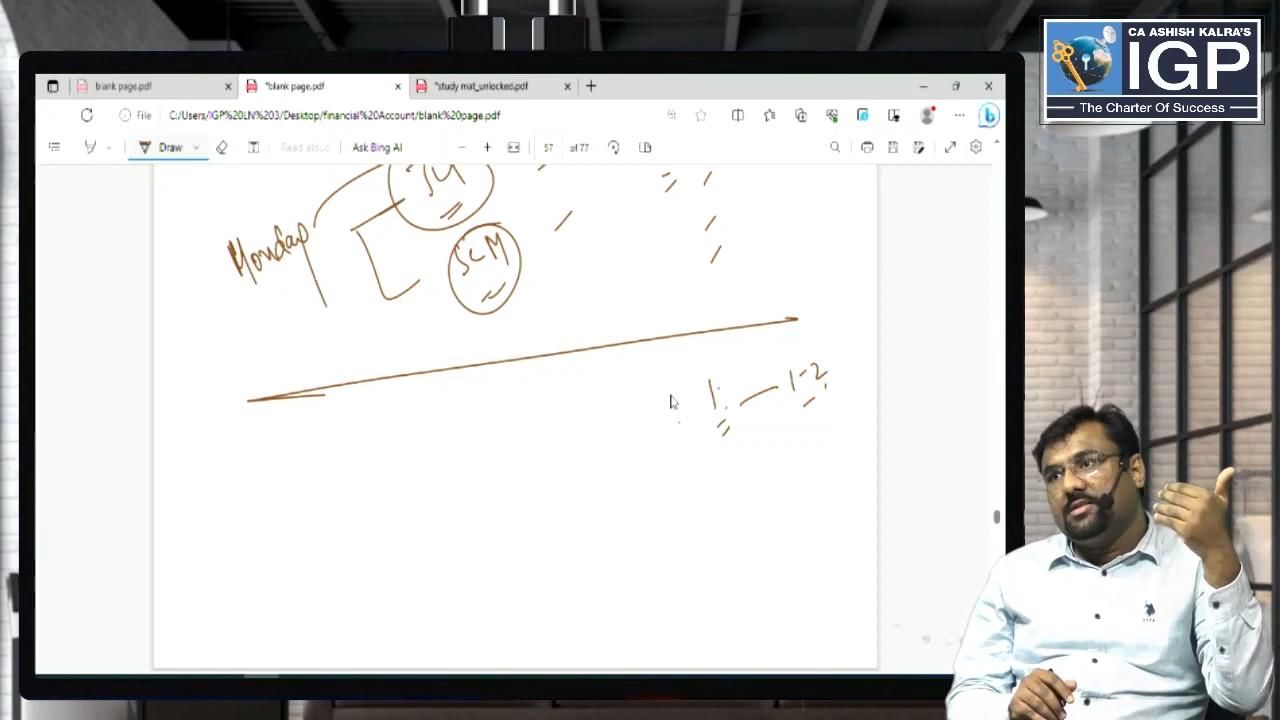 CA ASHISH KALRA'S
IGP
The Charter Of Success
blank page.pdf
*blank page.pdf
*study mat_unlocked.pdf
File
C:/Users/IGP%20LN%203/Desktop/financial%20Account/blank%20page.pdf
Draw
Read aloud
Ask Bing AI
57 of 77
Monday
SCM
1. 1-2